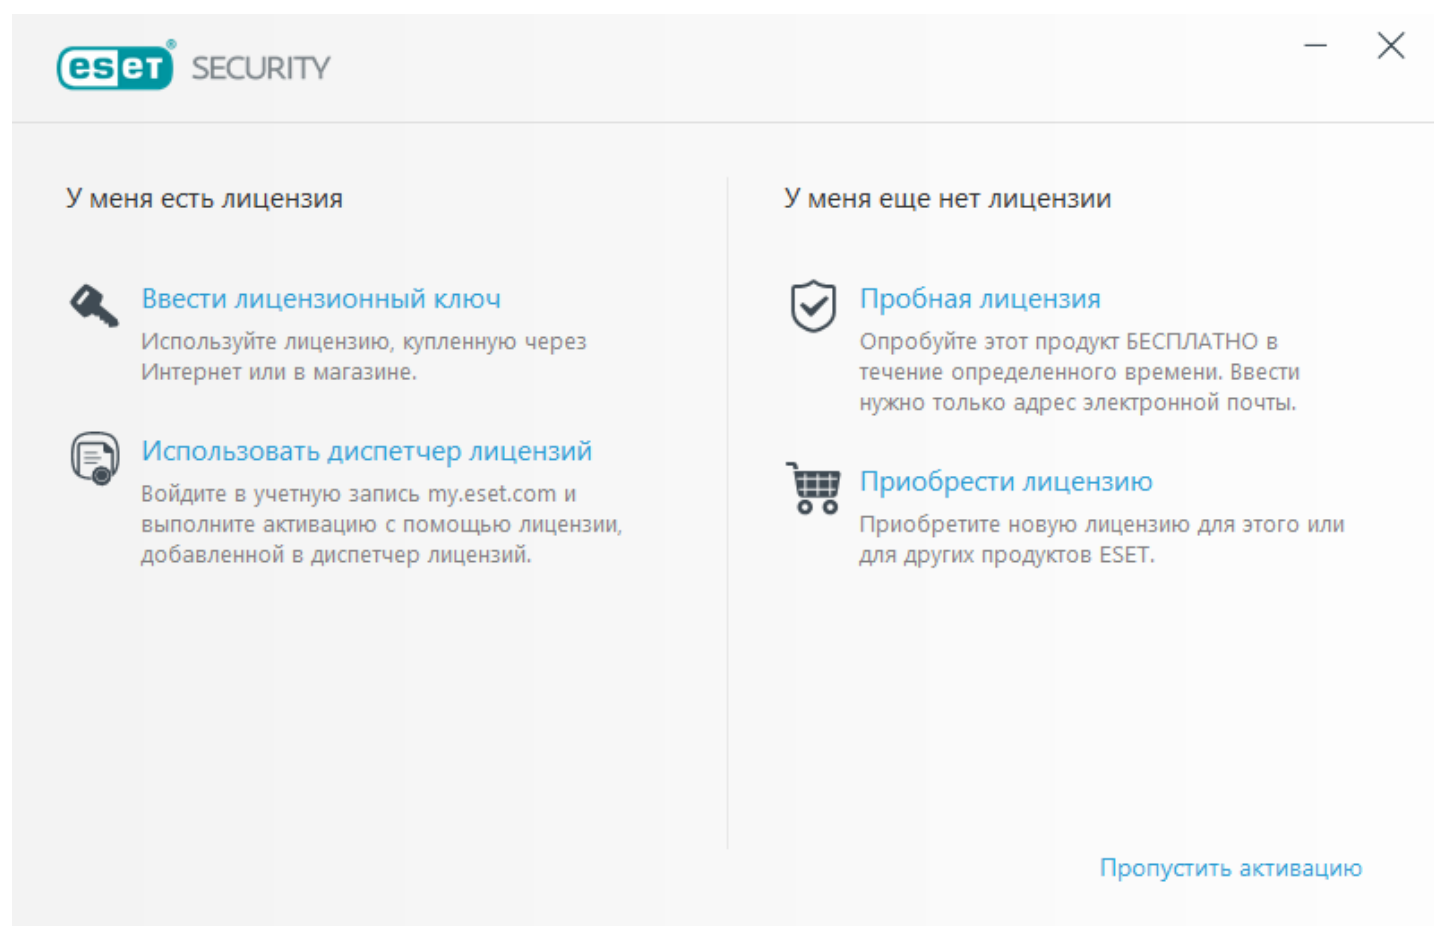 eset® SECURITY
У меня есть лицензия
Ввести лицензионный ключ
Используйте лицензию, купленную через
Интернет или в магазине.
Использовать диспетчер лицензий
Войдите в учетную запись my.eset.com и
выполните активацию с помощью лицензии,
добавленной в диспетчер лицензий.
У меня еще нет лицензии
Пробная лицензия
Опробуйте этот продукт БЕСПЛАТНО в
течение определенного времени. Ввести
нужно только адрес электронной почты.
Приобрести лицензию
Приобретите новую лицензию для этого или
для других продуктов ESET.
Пропустить активацию